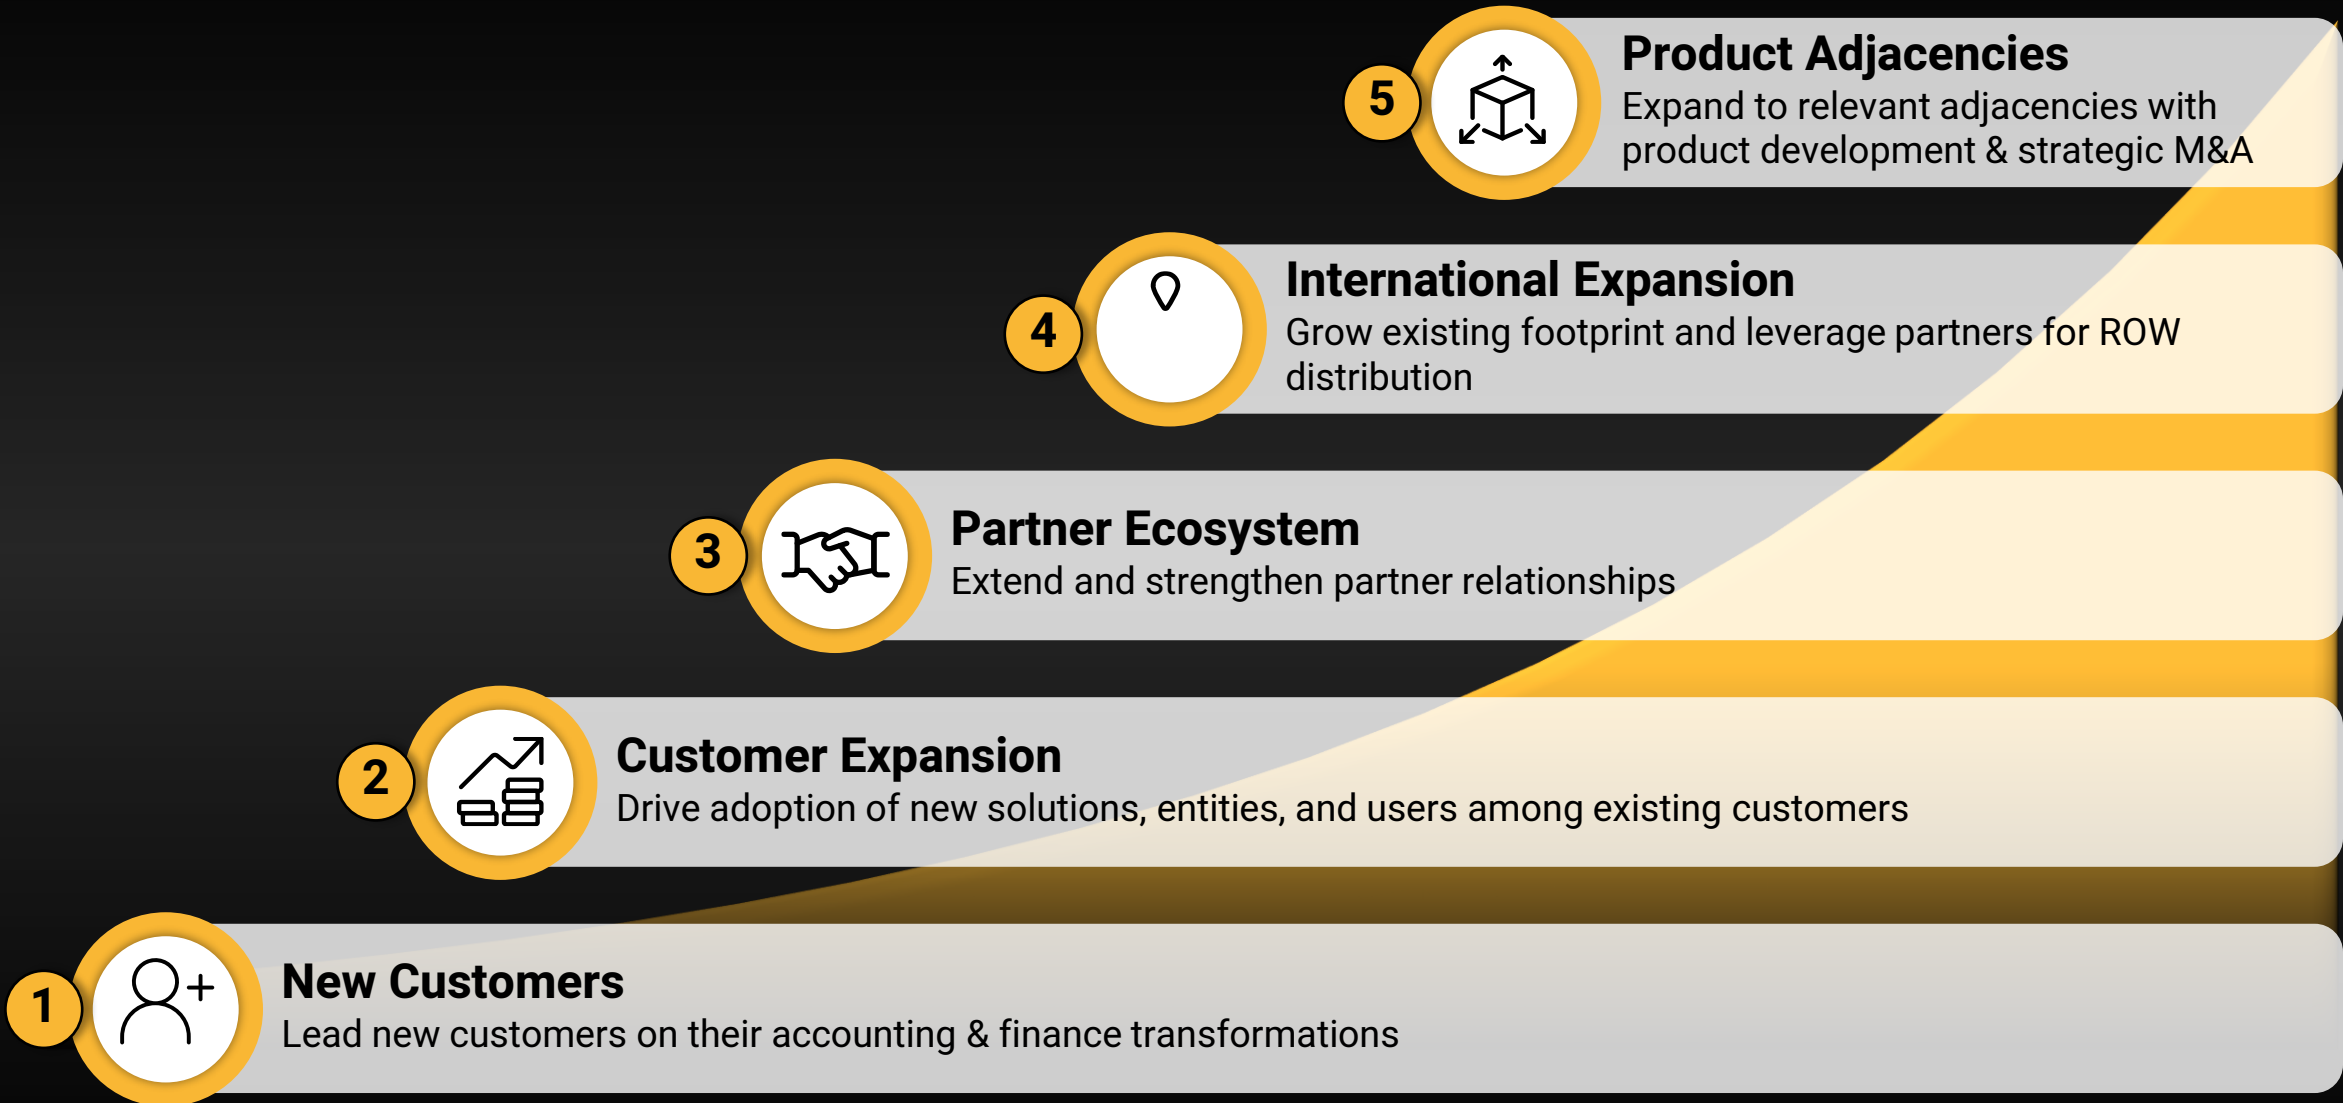 5
Product Adjacencies
Expand to relevant adjacencies with
product development & strategic M&A
4
International Expansion
Grow existing footprint and leverage partners for ROW
distribution
3
Partner Ecosystem
Extend and strengthen partner relationships
2
Customer Expansion
Drive adoption of new solutions, entities, and users among existing customers
1
New Customers
Lead new customers on their accounting & finance transformations